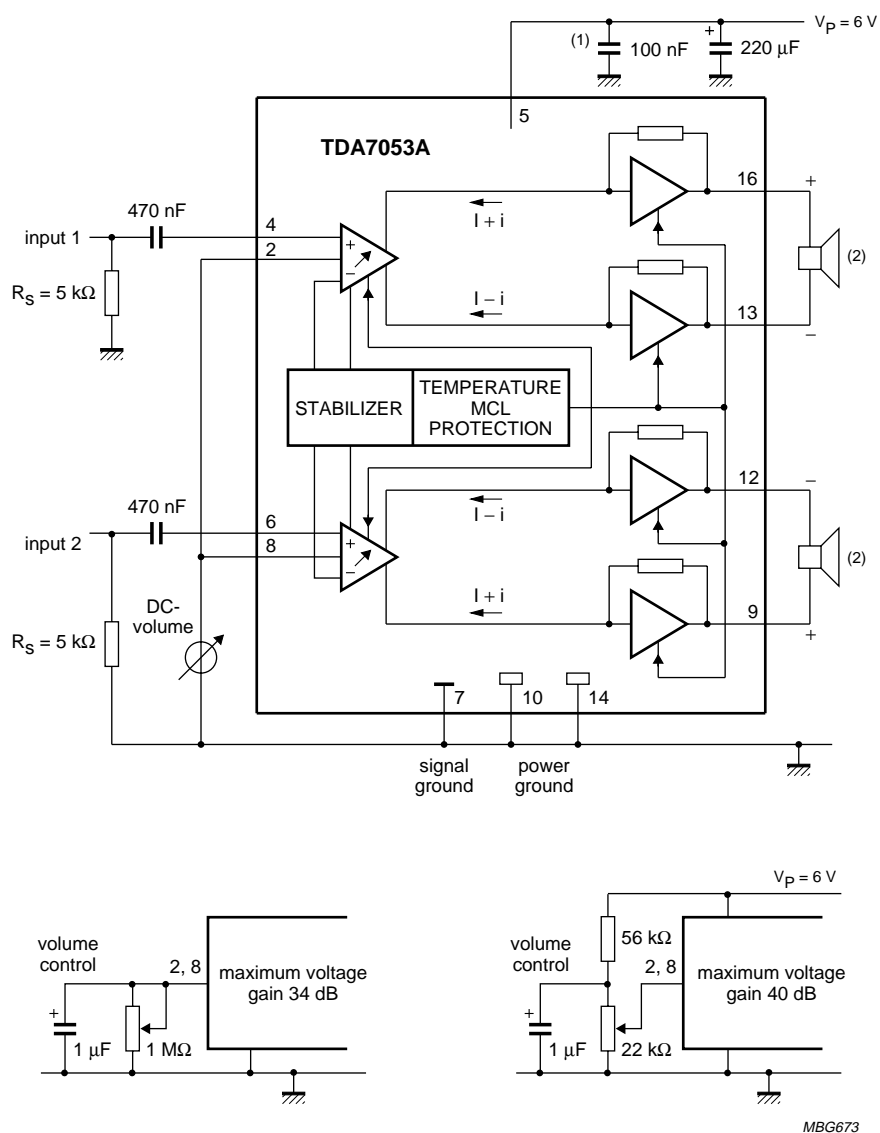 V_P = 6 V
(1)
100 nF
+
220 µF
5
TDA7053A
16
+
470 nF
4
input 1
2
+
−
I + i
(2)
R_S = 5 kΩ
I − i
13
−
STABILIZER
TEMPERATURE
MCL
PROTECTION
12
−
470 nF
6
I − i
input 2
8
+
−
(2)
DC-
volume
I + i
9
+
R_S = 5 kΩ
7
10
14
signal
ground
power
ground
V_P = 6 V
volume
control
2, 8
maximum voltage
gain 34 dB
+
1 µF
1 MΩ
56 kΩ
volume
control
2, 8
maximum voltage
gain 40 dB
+
1 µF
22 kΩ
MBG673